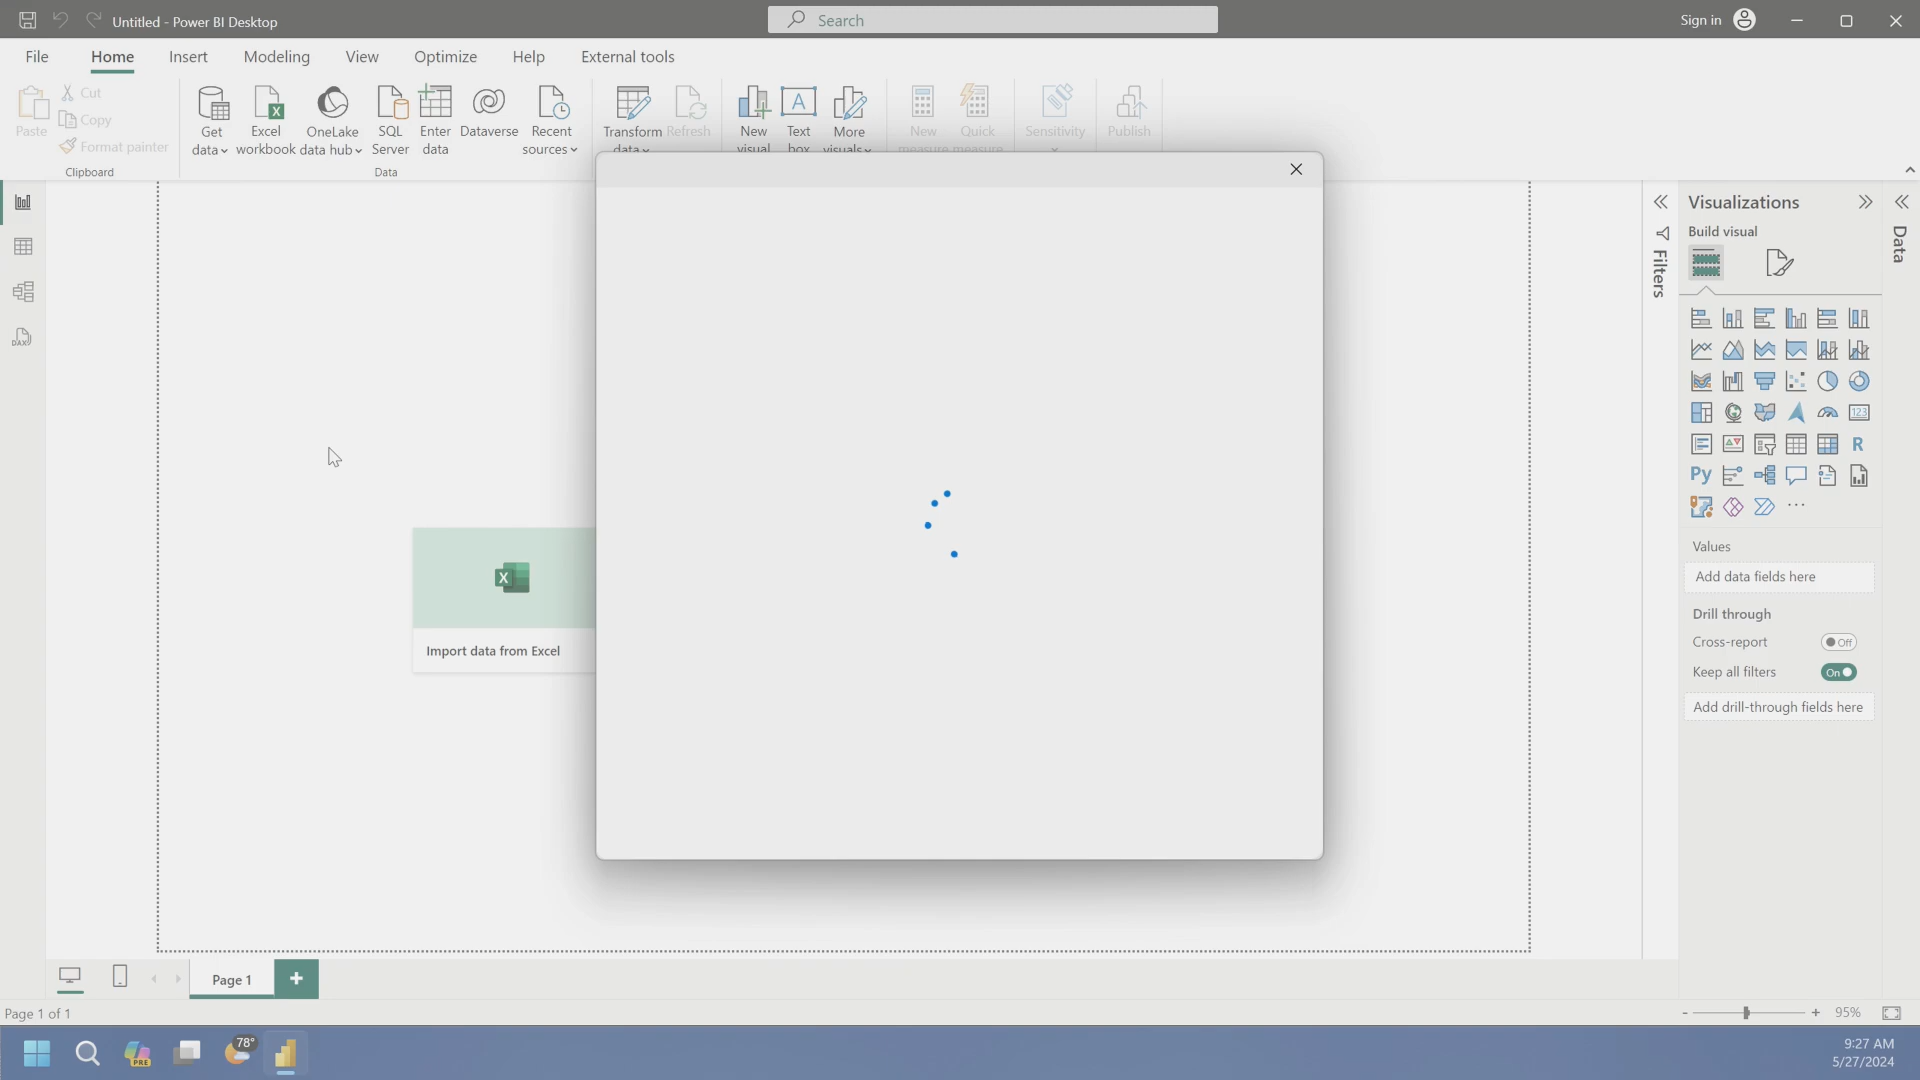 Untitled - Power BI Desktop
Search
Sign in
File
Home
Insert
Modeling
View
Optimize
Help
External tools
Paste
Cut
Copy
Format painter
Clipboard
Get data
Excel workbook
OneLake data hub
SQL Server
Enter data
Dataverse
Recent sources
Data
Transform data
Refresh
New visual
Text box
More visuals
New measure
Quick measure
Sensitivity
Publish
DAX
Import data from Excel
Filters
Visualizations
Build visual
Data
123
R
Py
Values
Add data fields here
Drill through
Cross-report
Off
Keep all filters
On
Add drill-through fields here
Page 1
Page 1 of 1
95%
PRE
78°
9:27 AM
5/27/2024